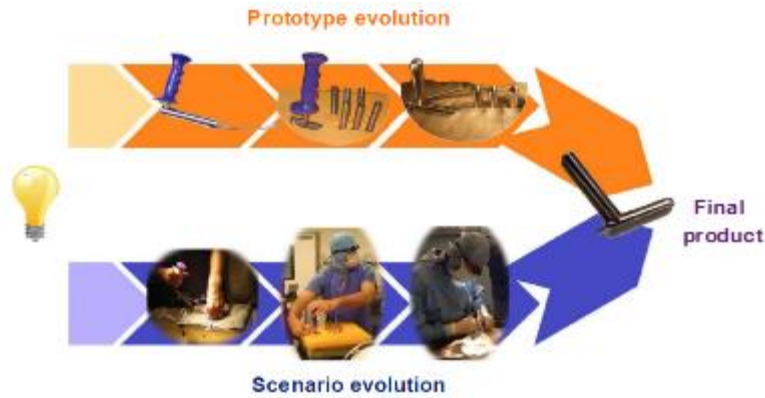 Prototype evolution
Final
product
Scenario evolution